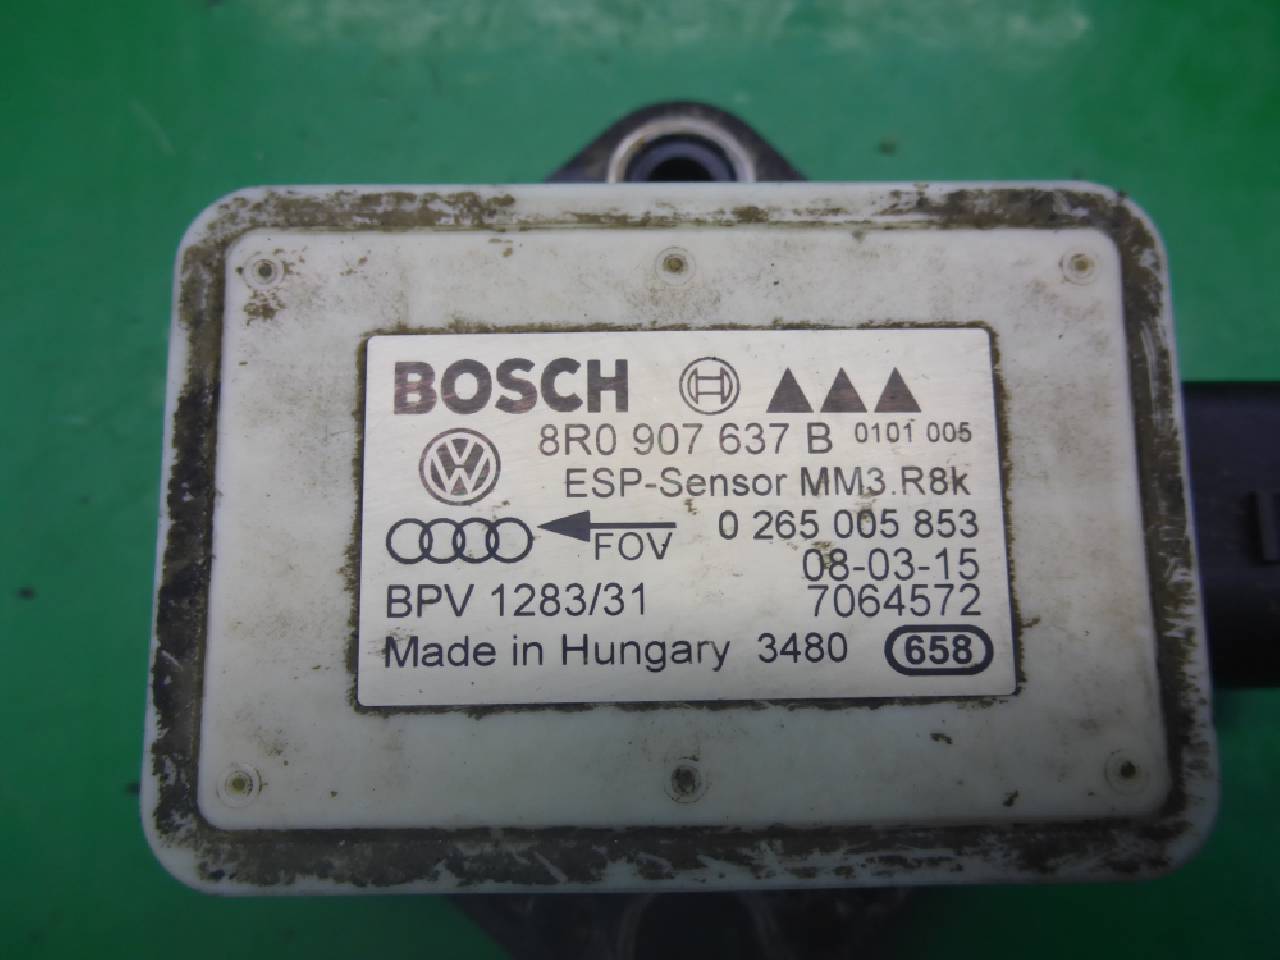 BOSCH
8R0 907 637 B 0101 005
ESP-Sensor MM3.R8k
FOV 0 265 005 853
08-03-15
BPV 1283/31 7064572
Made in Hungary 3480 658